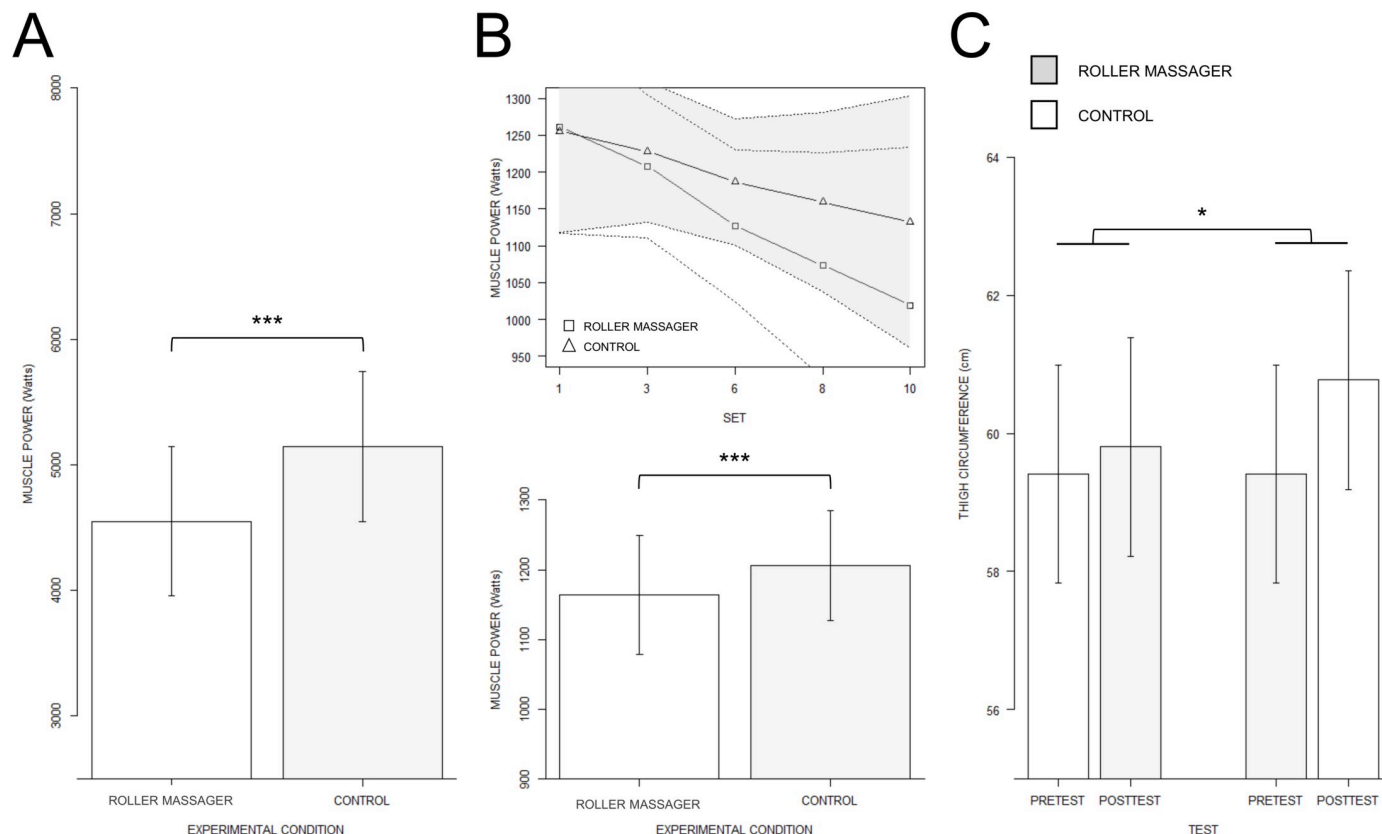 A
MUSCLE POWER (Watts)
8000
7000
6000
5000
4000
3000
***
ROLLER MASSAGER
CONTROL
EXPERIMENTAL CONDITION
B
MUSCLE POWER (Watts)
1300
1250
1200
1150
1100
1050
1000
950
ROLLER MASSAGER
CONTROL
1 3 6 8 10
SET
***
MUSCLE POWER (Watts)
1300
1200
1100
1000
900
ROLLER MASSAGER
CONTROL
EXPERIMENTAL CONDITION
C
ROLLER MASSAGER
CONTROL
THIGH CIRCUMFERENCE (cm)
64
62
60
58
56
*
PRETEST POSTTEST PRETEST POSTTEST
TEST